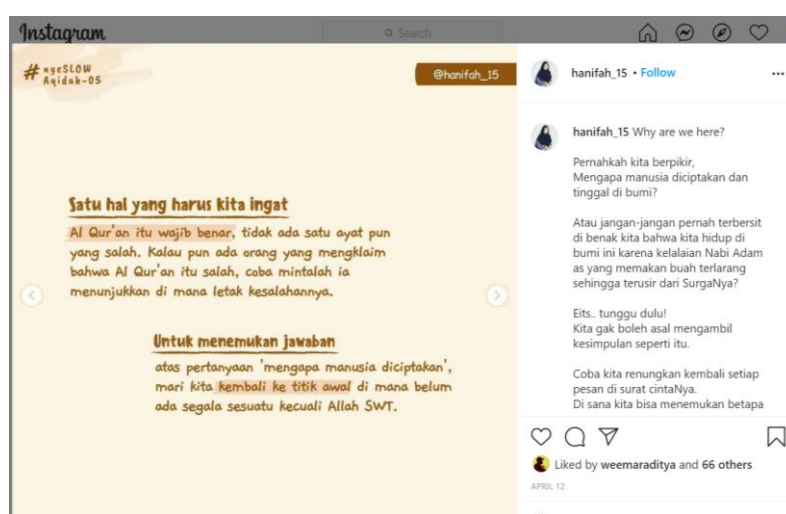 Instagram
Search
# ngeSLOW
Aqidah-05
@hanifah_15
Satu hal yang harus kita ingat
Al Qur'an itu wajib benar, tidak ada satu ayat pun
yang salah. Kalau pun ada orang yang mengklaim
bahwa Al Qur'an itu salah, coba mintalah ia
menunjukkan di mana letak kesalahannya.
Untuk menemukan jawaban
atas pertanyaan 'mengapa manusia diciptakan',
mari kita kembali ke titik awal di mana belum
ada segala sesuatu kecuali Allah SWT.
hanifah_15 • Follow
hanifah_15 Why are we here?
Pernahkah kita berpikir,
Mengapa manusia diciptakan dan
tinggal di bumi?
Atau jangan-jangan pernah terbersit
di benak kita bahwa kita hidup di
bumi ini karena kelalaian Nabi Adam
as yang memakan buah terlarang
sehingga terusir dari SurgaNya?
Eits.. tunggu dulu!
Kita gak boleh asal mengambil
kesimpulan seperti itu.
Coba kita renungkan kembali setiap
pesan di surat cintaNya.
Di sana kita bisa menemukan betapa
Liked by weemaraditya and 66 others
APRIL 12